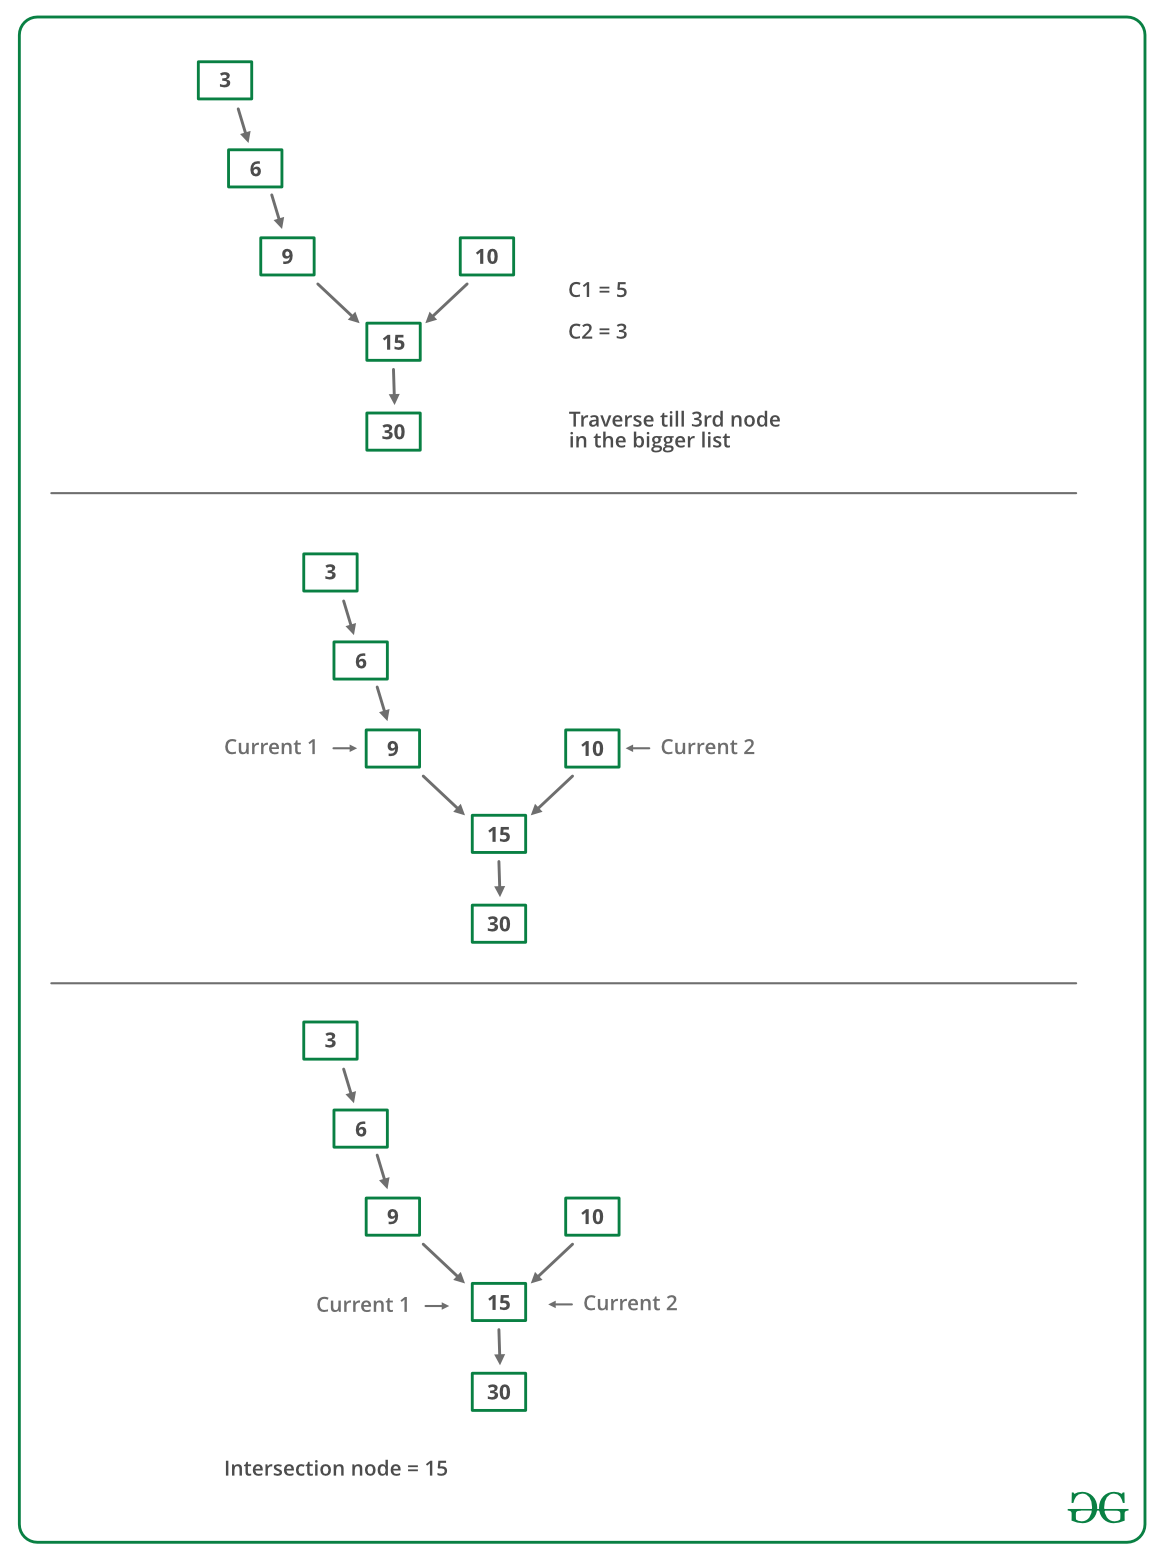 3
6
9 10
C1 = 5
C2 = 3
15
Traverse till 3rd node
in the bigger list
30
3
6
Current 1 9 10 Current 2
15
30
3
6
9 10
Current 1 15 Current 2
30
Intersection node = 15